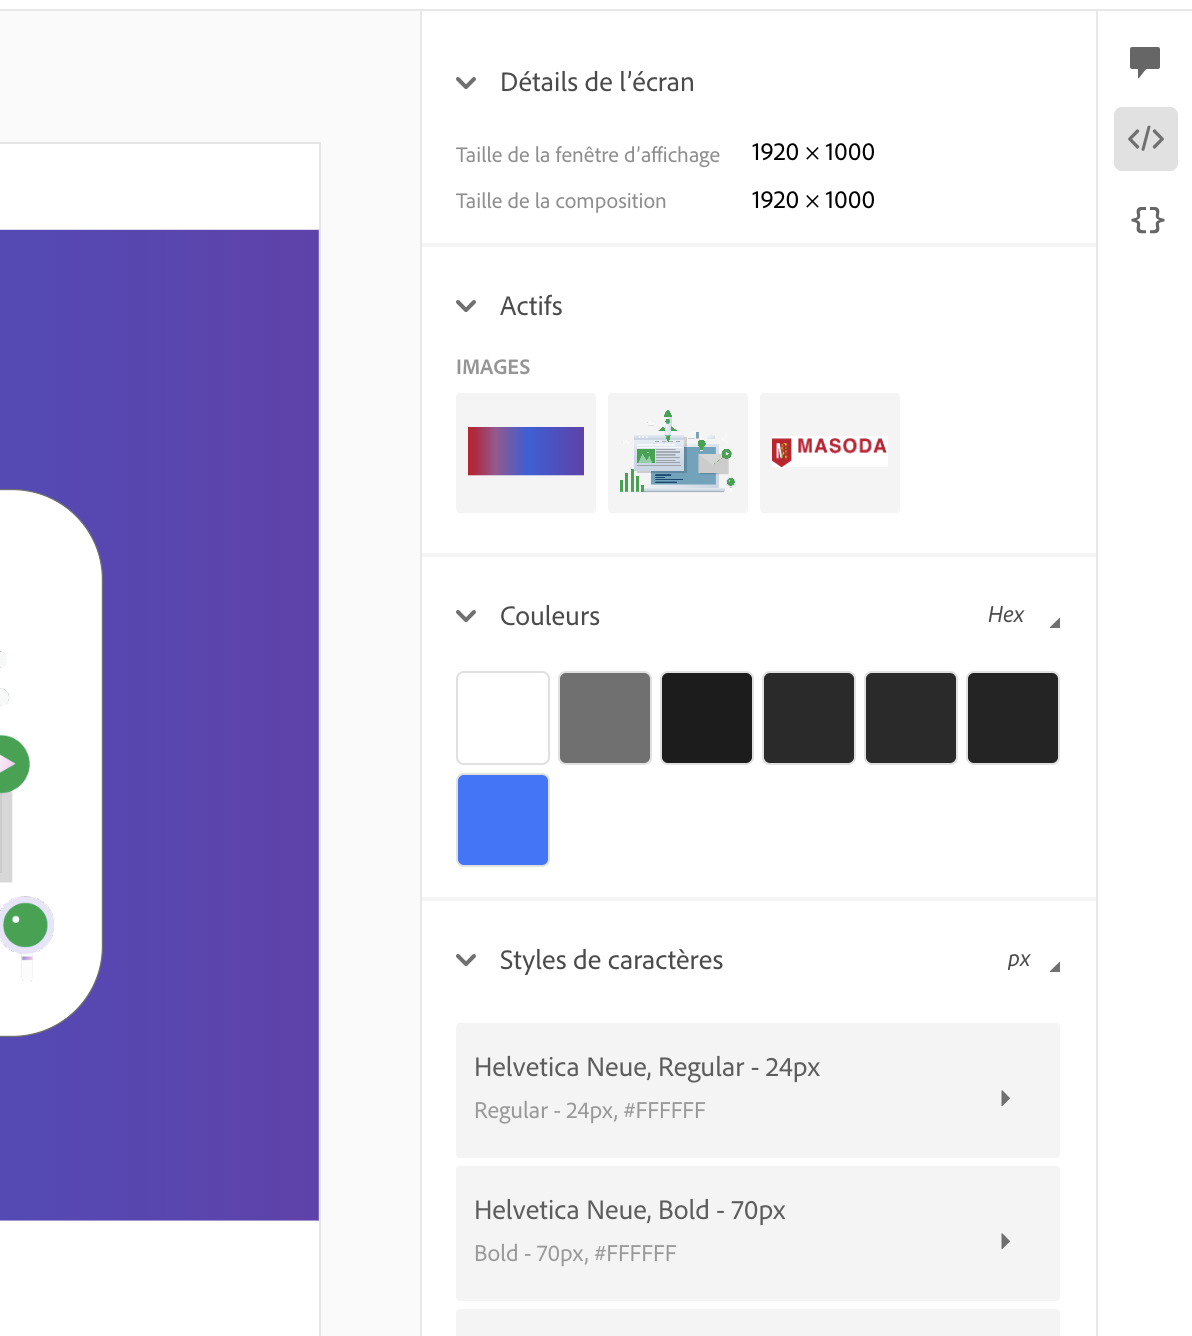 Détails de l’écran
Taille de la fenêtre d’affichage 1920 × 1000
Taille de la composition 1920 × 1000
Actifs
IMAGES
MASODA
Couleurs Hex
Styles de caractères px
Helvetica Neue, Regular - 24px
Regular - 24px, #FFFFFF
Helvetica Neue, Bold - 70px
Bold - 70px, #FFFFFF